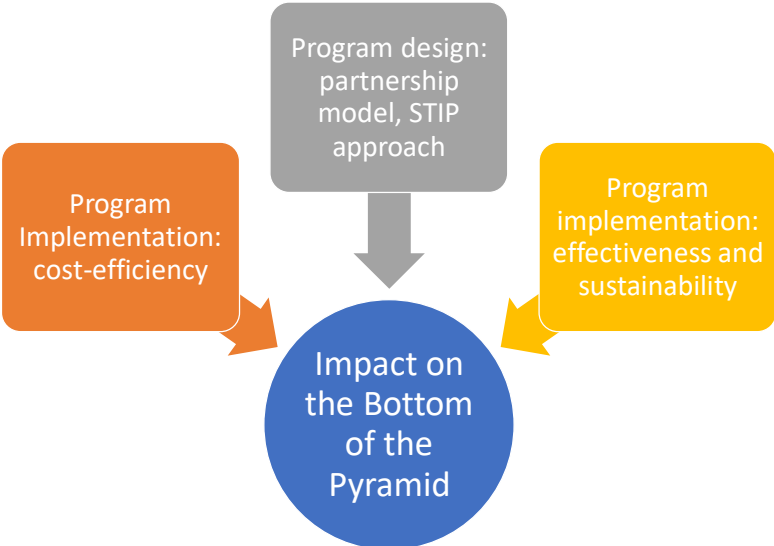 Program design:
partnership
model, STIP
approach
Program
Implementation:
cost-efficiency
Program
implementation:
effectiveness and
sustainability
Impact on
the Bottom
of the
Pyramid